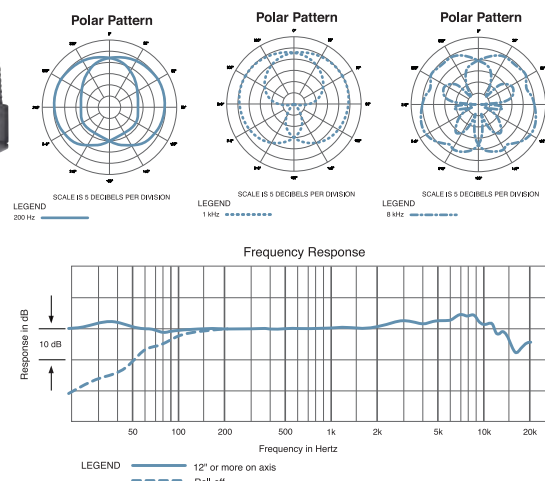 Polar Pattern
Polar Pattern
Polar Pattern
SCALE IS 5 DECIBELS PER DIVISION
SCALE IS 5 DECIBELS PER DIVISION
SCALE IS 5 DECIBELS PER DIVISION
LEGEND
200 Hz
LEGEND
1 kHz
LEGEND
8 kHz
Frequency Response
Response in dB
10 dB
50 100 200 500 1k 2k 5k 10k 20k
Frequency in Hertz
LEGEND 12" or more on axis
Roll-off